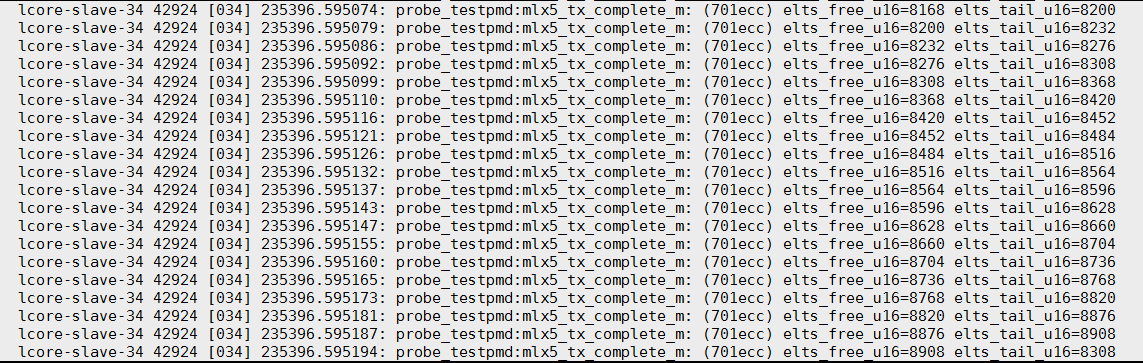 lcore-slave-34 42924 [034] 235396.595074: probe_testpmd:mlx5_tx_complete_m: (701ecc) elts_free_u16=8168 elts_tail_u16=8200
lcore-slave-34 42924 [034] 235396.595079: probe_testpmd:mlx5_tx_complete_m: (701ecc) elts_free_u16=8200 elts_tail_u16=8232
lcore-slave-34 42924 [034] 235396.595086: probe_testpmd:mlx5_tx_complete_m: (701ecc) elts_free_u16=8232 elts_tail_u16=8276
lcore-slave-34 42924 [034] 235396.595092: probe_testpmd:mlx5_tx_complete_m: (701ecc) elts_free_u16=8276 elts_tail_u16=8308
lcore-slave-34 42924 [034] 235396.595099: probe_testpmd:mlx5_tx_complete_m: (701ecc) elts_free_u16=8308 elts_tail_u16=8368
lcore-slave-34 42924 [034] 235396.595110: probe_testpmd:mlx5_tx_complete_m: (701ecc) elts_free_u16=8368 elts_tail_u16=8420
lcore-slave-34 42924 [034] 235396.595116: probe_testpmd:mlx5_tx_complete_m: (701ecc) elts_free_u16=8420 elts_tail_u16=8452
lcore-slave-34 42924 [034] 235396.595121: probe_testpmd:mlx5_tx_complete_m: (701ecc) elts_free_u16=8452 elts_tail_u16=8484
lcore-slave-34 42924 [034] 235396.595126: probe_testpmd:mlx5_tx_complete_m: (701ecc) elts_free_u16=8484 elts_tail_u16=8516
lcore-slave-34 42924 [034] 235396.595132: probe_testpmd:mlx5_tx_complete_m: (701ecc) elts_free_u16=8516 elts_tail_u16=8564
lcore-slave-34 42924 [034] 235396.595137: probe_testpmd:mlx5_tx_complete_m: (701ecc) elts_free_u16=8564 elts_tail_u16=8596
lcore-slave-34 42924 [034] 235396.595143: probe_testpmd:mlx5_tx_complete_m: (701ecc) elts_free_u16=8596 elts_tail_u16=8628
lcore-slave-34 42924 [034] 235396.595147: probe_testpmd:mlx5_tx_complete_m: (701ecc) elts_free_u16=8628 elts_tail_u16=8660
lcore-slave-34 42924 [034] 235396.595155: probe_testpmd:mlx5_tx_complete_m: (701ecc) elts_free_u16=8660 elts_tail_u16=8704
lcore-slave-34 42924 [034] 235396.595160: probe_testpmd:mlx5_tx_complete_m: (701ecc) elts_free_u16=8704 elts_tail_u16=8736
lcore-slave-34 42924 [034] 235396.595165: probe_testpmd:mlx5_tx_complete_m: (701ecc) elts_free_u16=8736 elts_tail_u16=8768
lcore-slave-34 42924 [034] 235396.595173: probe_testpmd:mlx5_tx_complete_m: (701ecc) elts_free_u16=8768 elts_tail_u16=8820
lcore-slave-34 42924 [034] 235396.595181: probe_testpmd:mlx5_tx_complete_m: (701ecc) elts_free_u16=8820 elts_tail_u16=8876
lcore-slave-34 42924 [034] 235396.595187: probe_testpmd:mlx5_tx_complete_m: (701ecc) elts_free_u16=8876 elts_tail_u16=8908
lcore-slave-34 42924 [034] 235396.595194: probe_testpmd:mlx5_tx_complete_m: (701ecc) elts_free_u16=8908 elts_tail_u16=8308